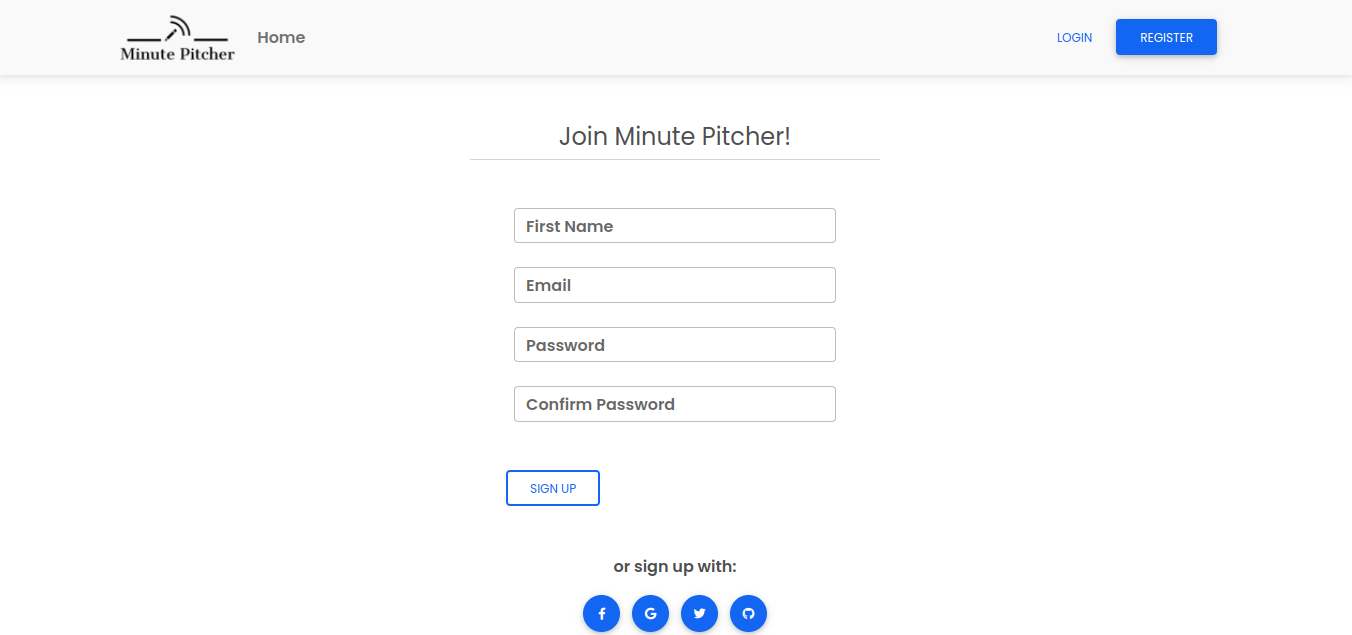 Minute Pitcher
Home
LOGIN
REGISTER
Join Minute Pitcher!
First Name
Email
Password
Confirm Password
SIGN UP
or sign up with: